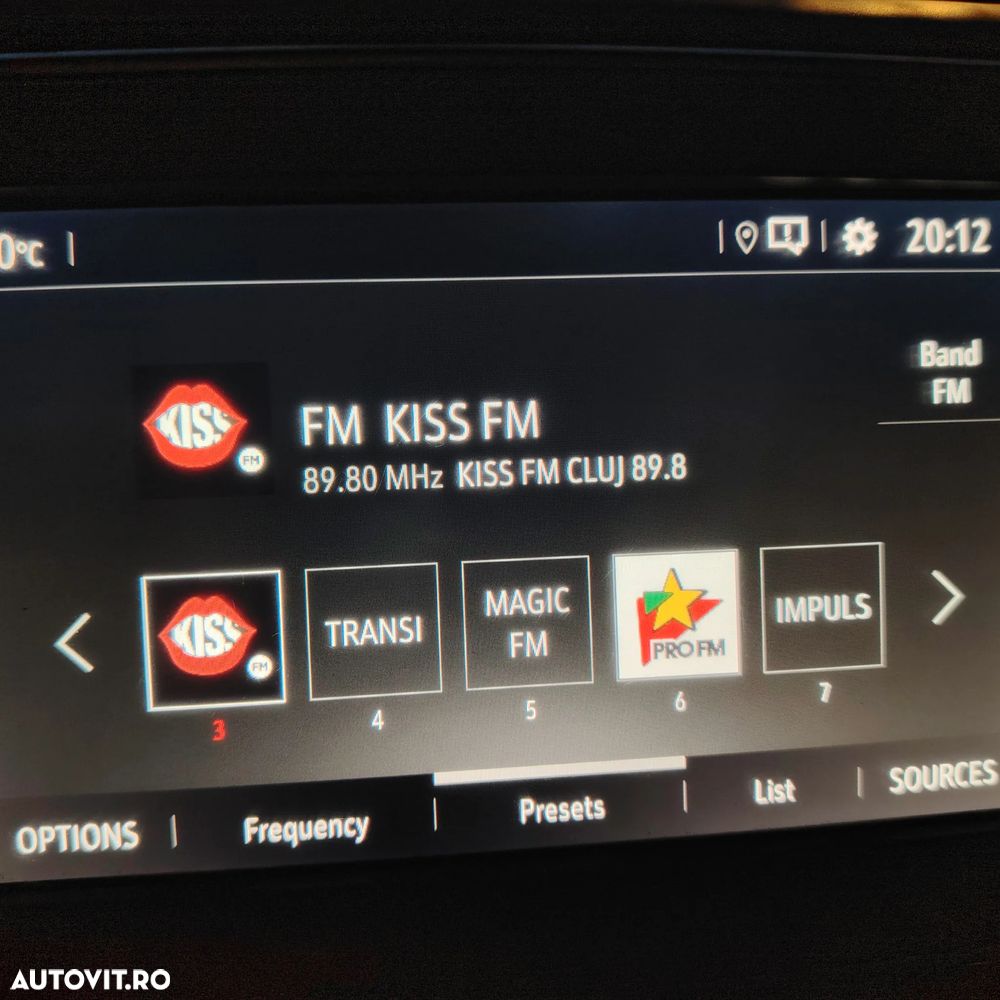 0°C
20:12
Band
FM
KISS FM
FM KISS FM
89.80 MHz KISS FM CLUJ 89.8
KISS FM
TRANSI
MAGIC
FM
PRO FM
IMPULS
3
4
5
6
7
OPTIONS
Frequency
Presets
List
SOURCES
AUTOVIT.RO